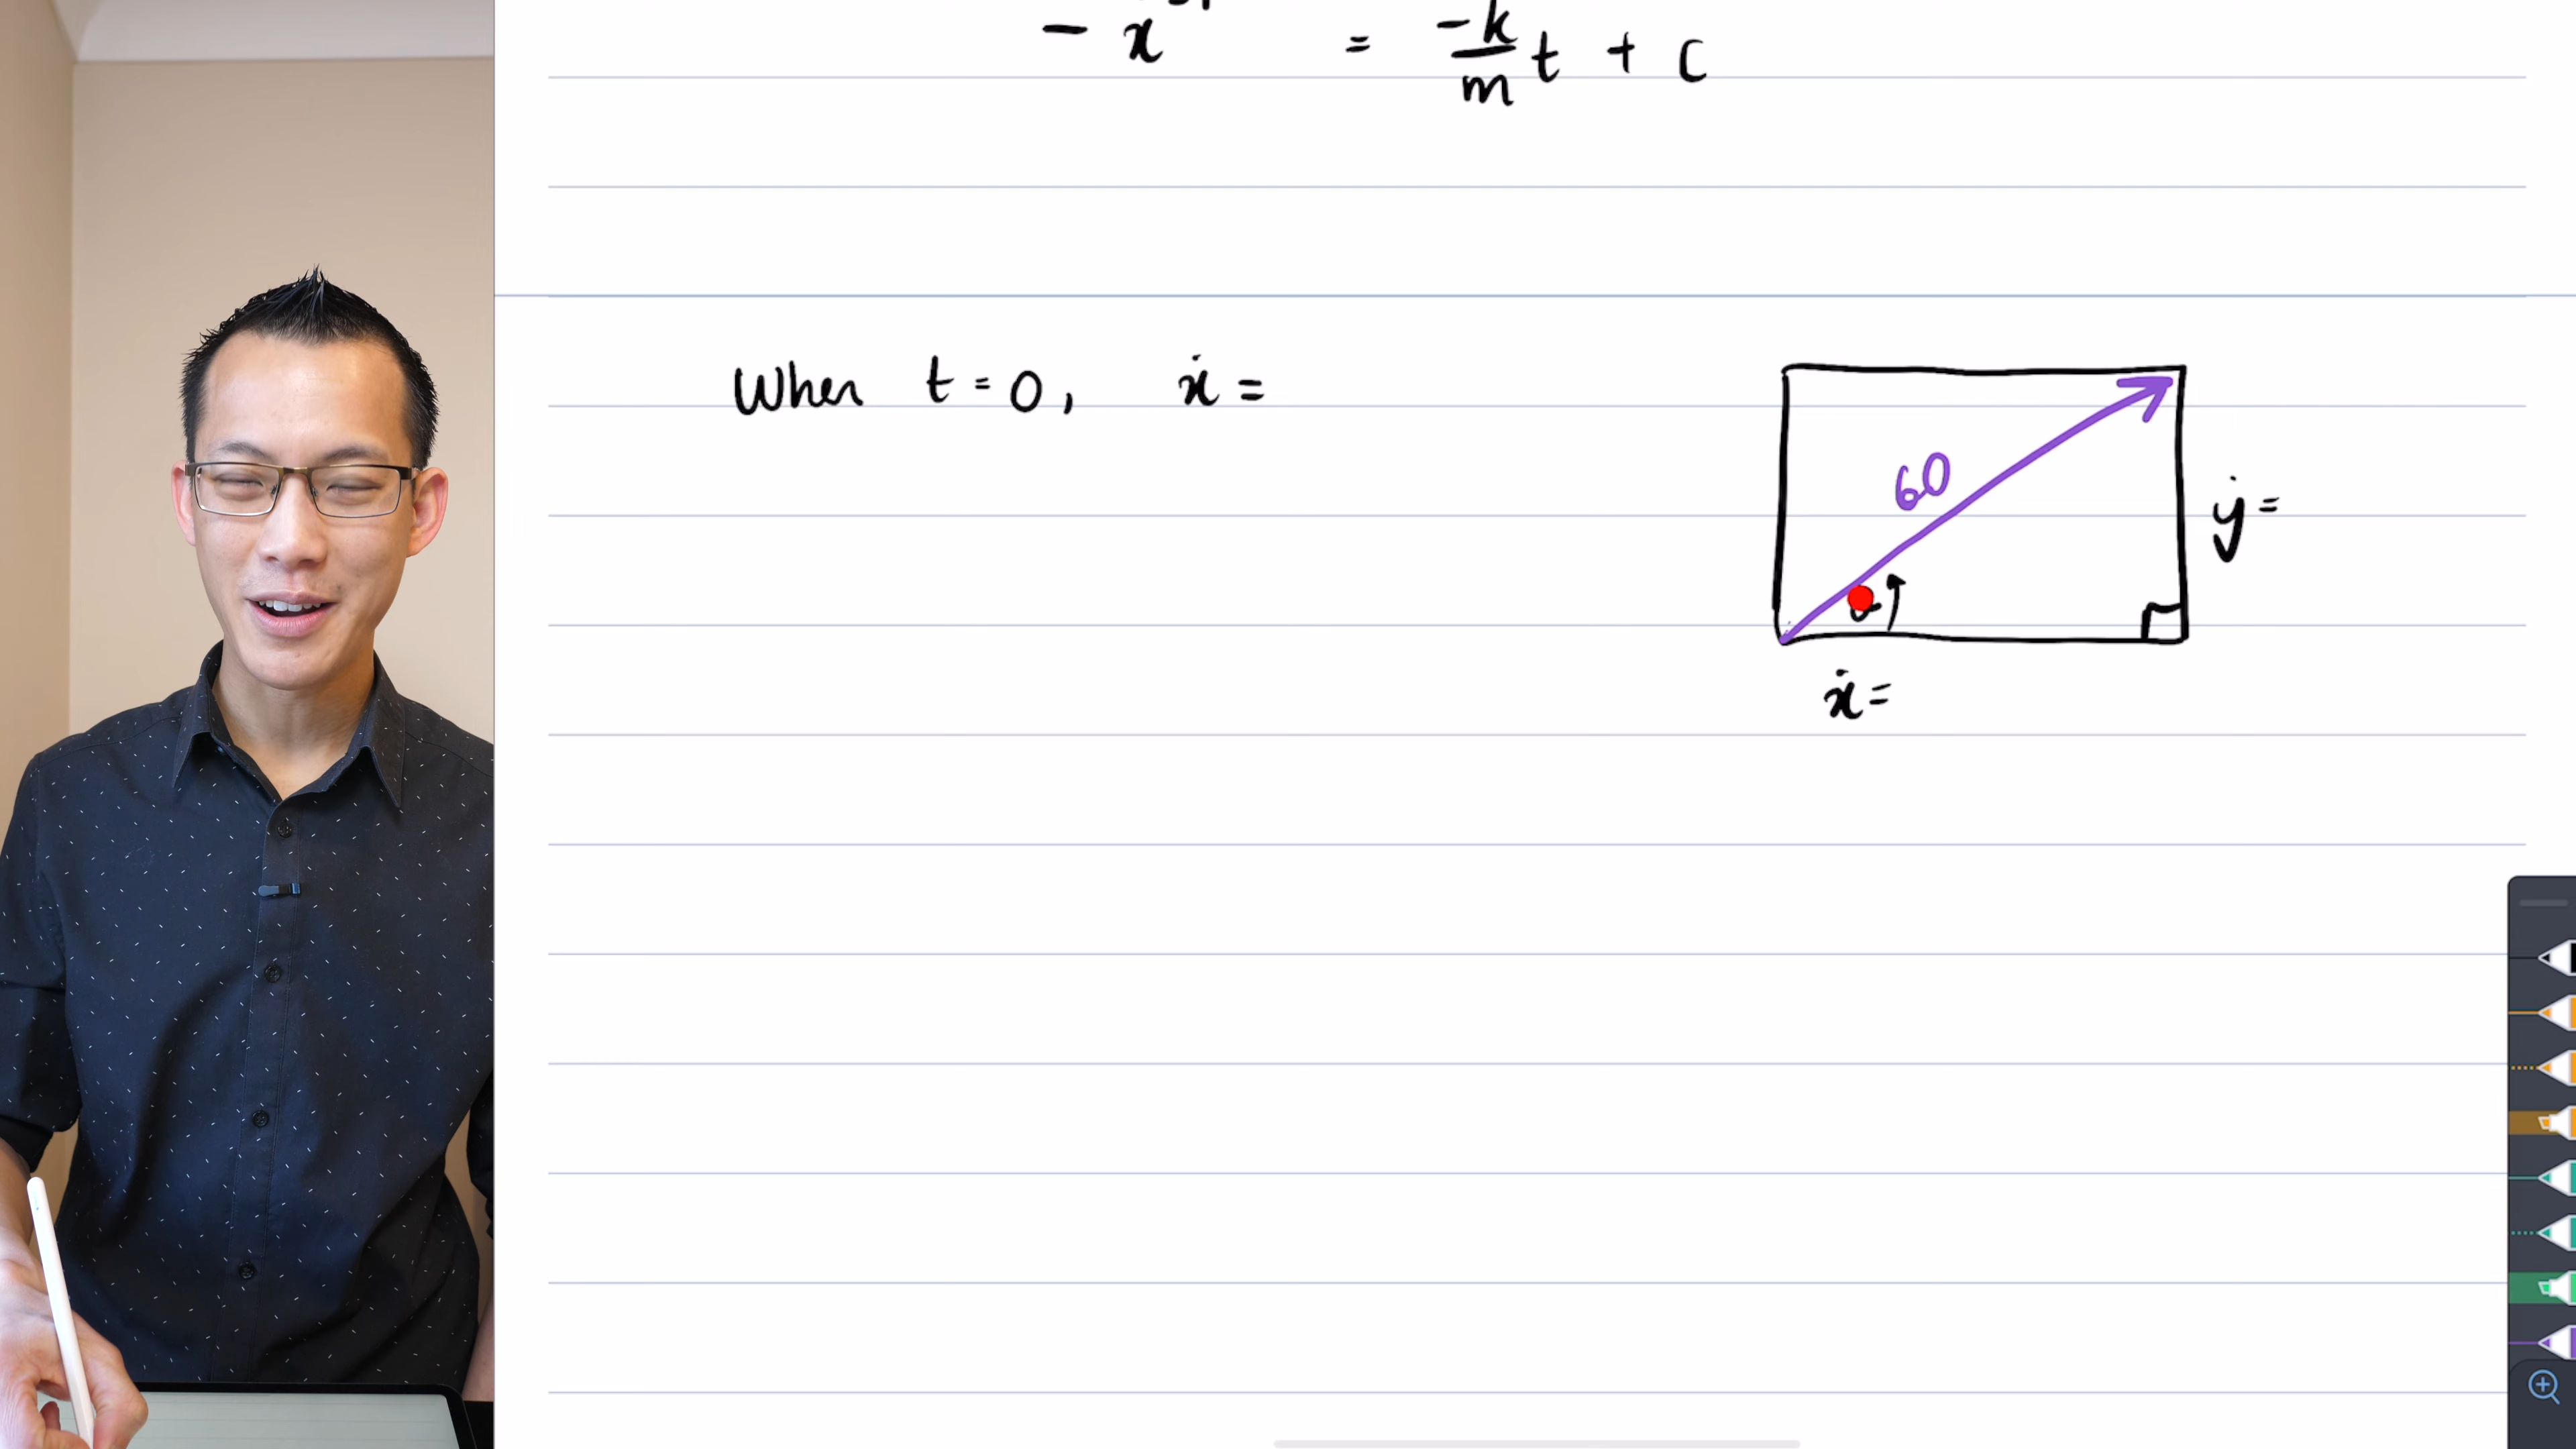 - ẋ = -k/m t + C
When t = 0, ẋ =
60
ẏ =
ẋ =